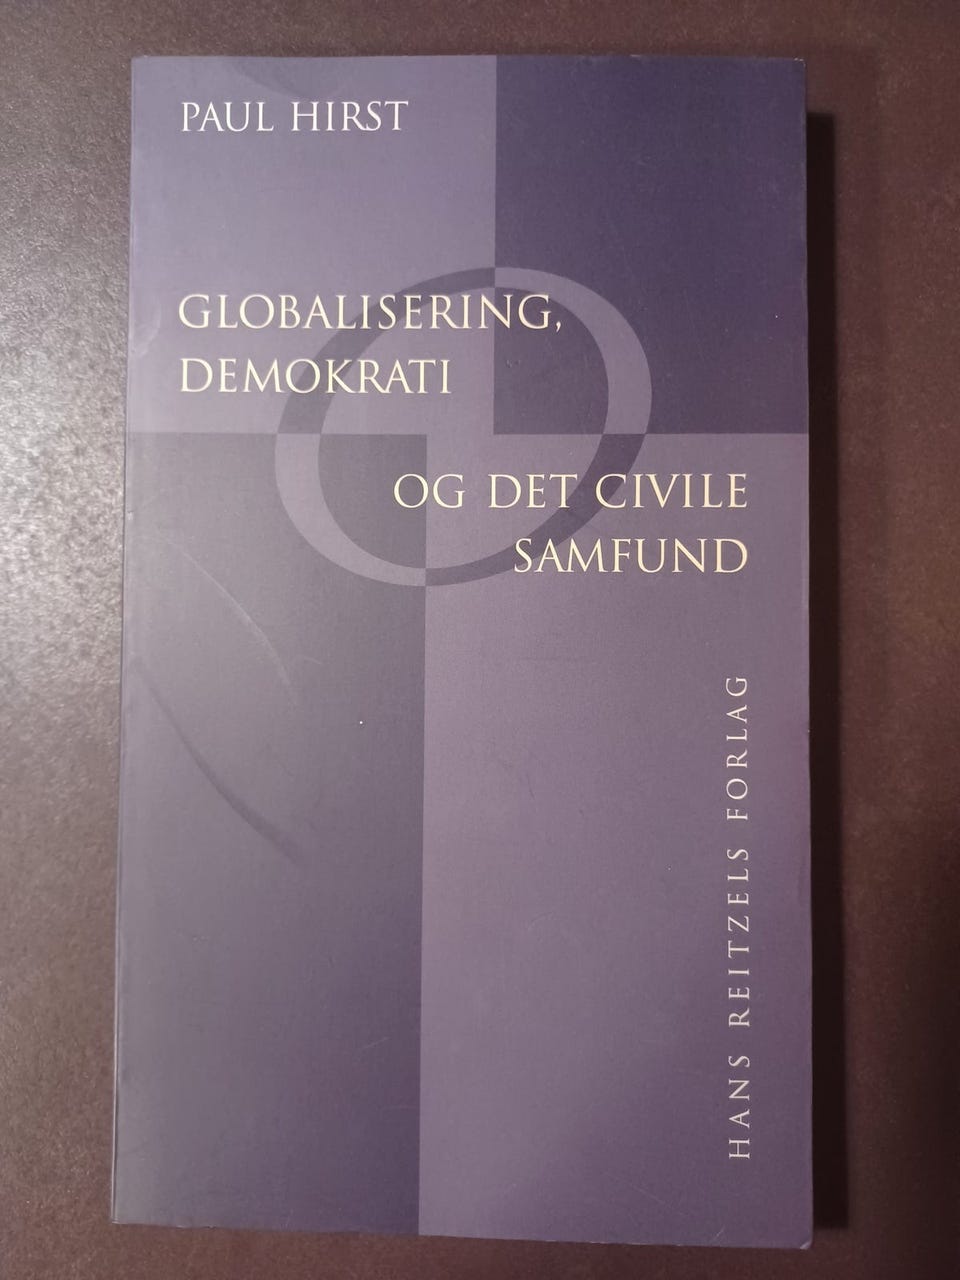 PAUL HIRST
GLOBALISERING,
DEMOKRATI
OG DET CIVILE
SAMFUND
HANS REITZELS FORLAG